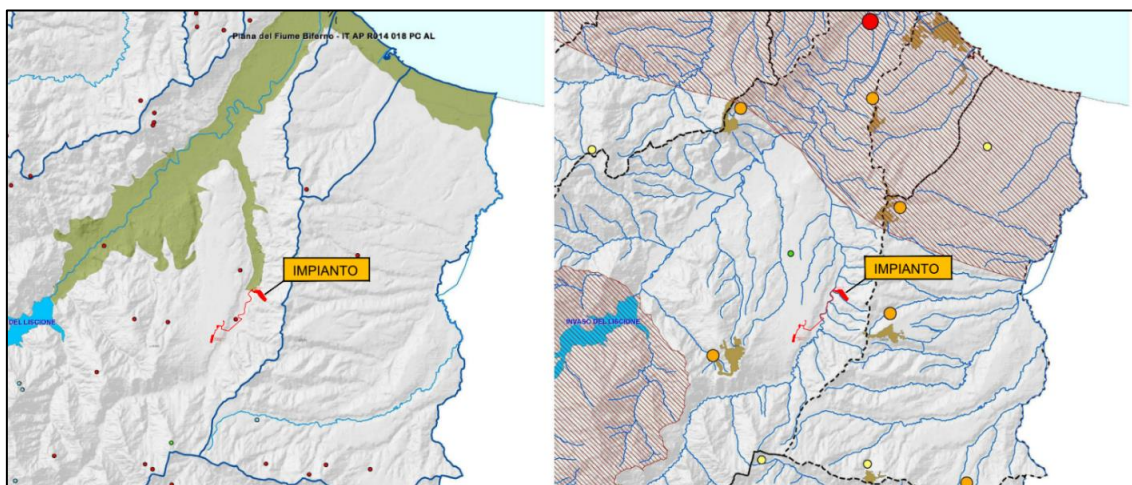 Piana del Fiume Biferno - IT AP R014 018 PC AL
IMPIANTO
DEL LISCIONE
IMPIANTO
INVASO DEL LISCIONE